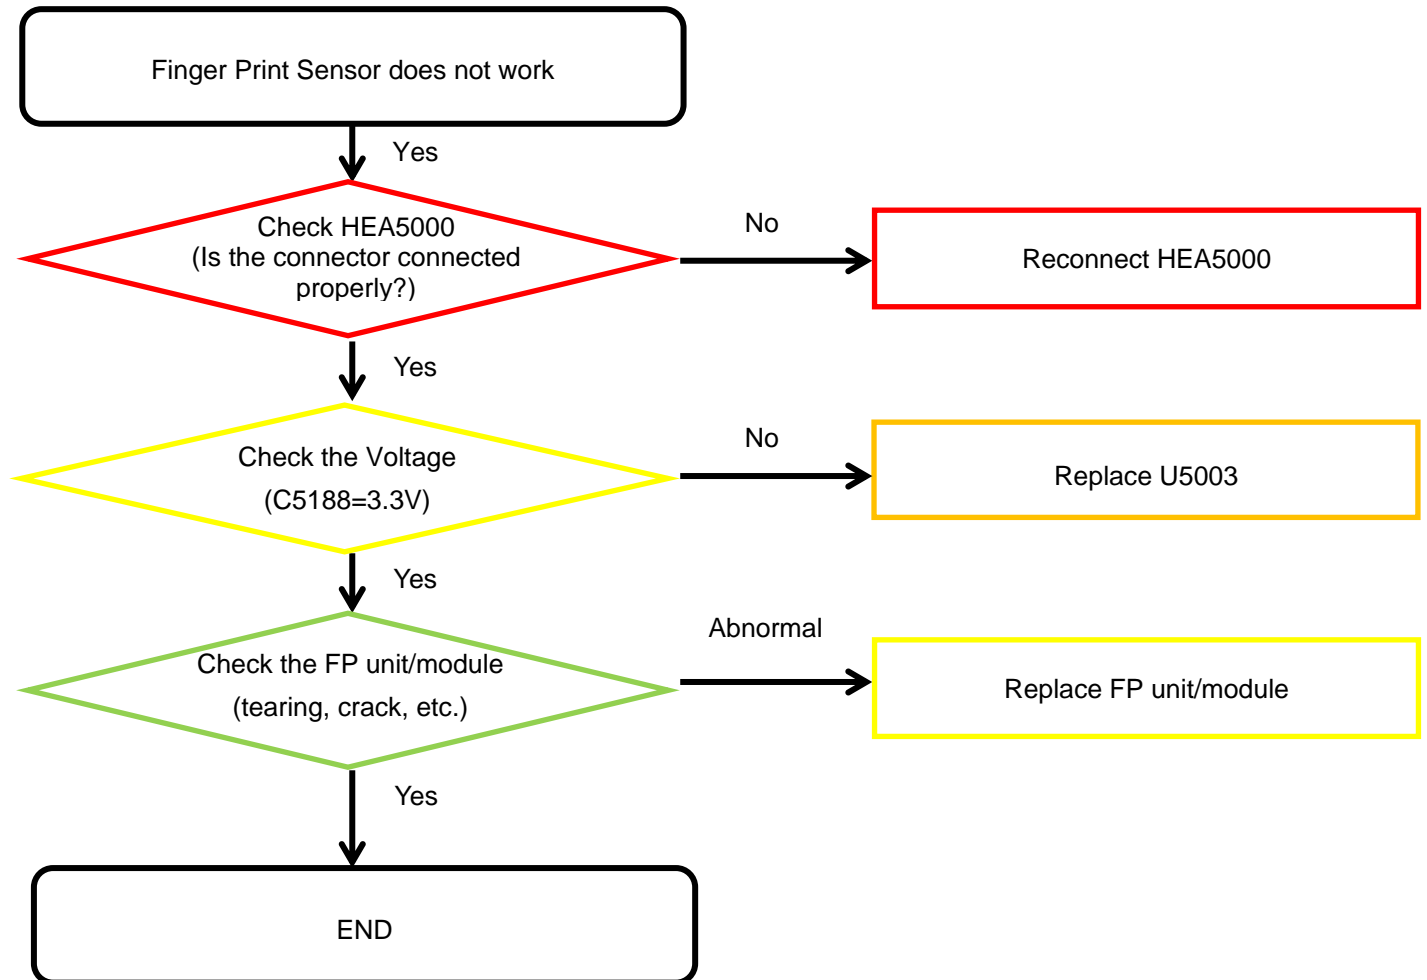 Finger Print Sensor does not work
Yes
Check HEA5000
(Is the connector connected
properly?)
No
Reconnect HEA5000
Yes
Check the Voltage
(C5188=3.3V)
No
Replace U5003
Yes
Check the FP unit/module
(tearing, crack, etc.)
Abnormal
Replace FP unit/module
Yes
END